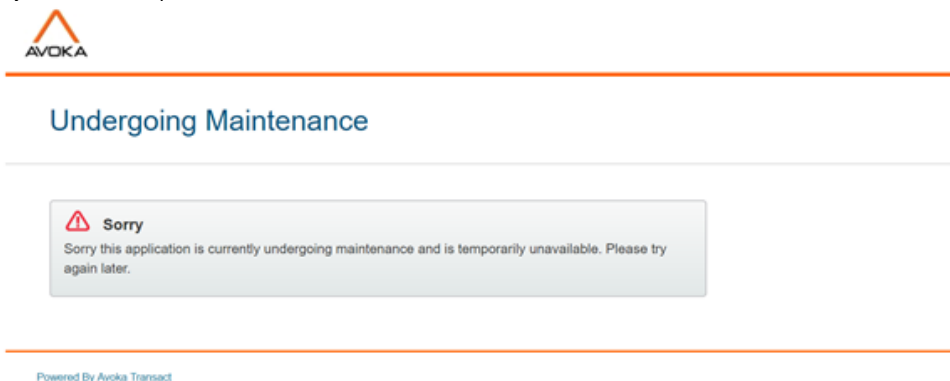 AVOKA
Undergoing Maintenance
Sorry
Sorry this application is currently undergoing maintenance and is temporarily unavailable. Please try
again later.
Powered By Avoka Transact